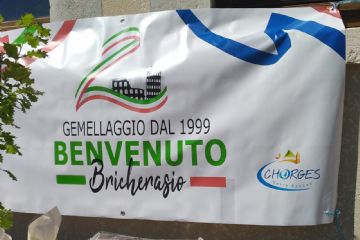 GEMELLAGGIO DAL 1999
BENVENUTO
Bricherasio
CHORGES